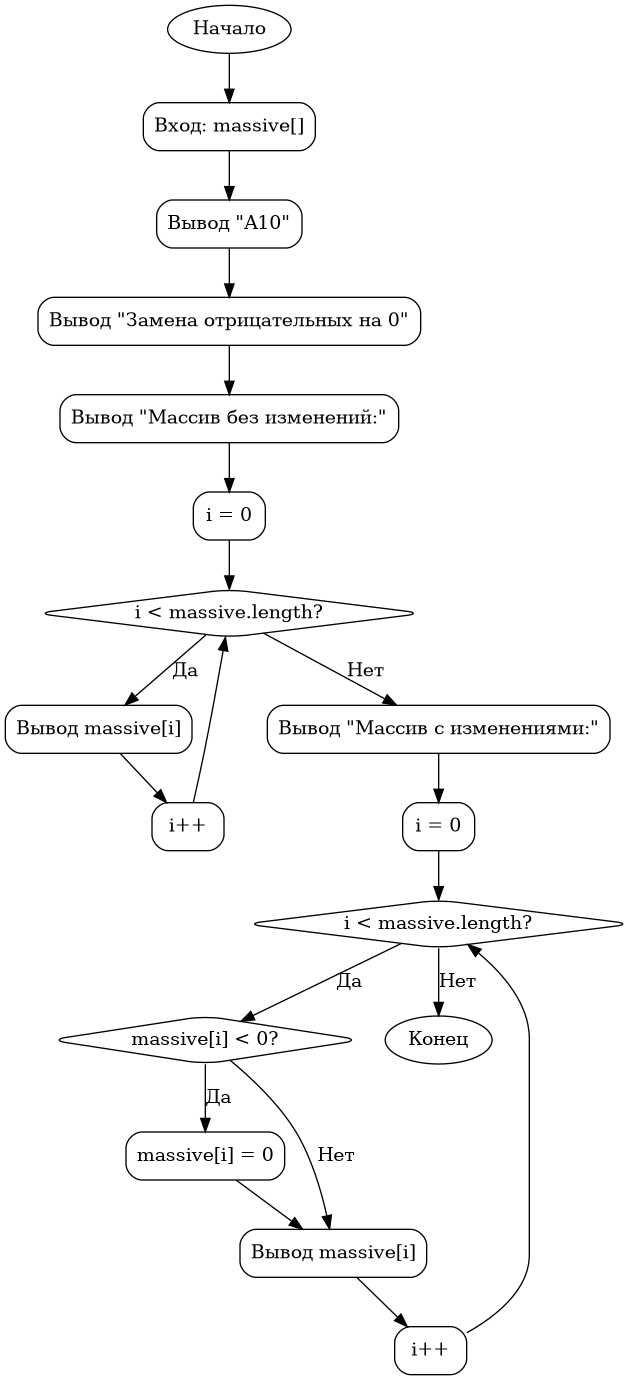 Начало
Вход: massive[]
Вывод "A10"
Вывод "Замена отрицательных на 0"
Вывод "Массив без изменений:"
i = 0
i < massive.length?
Да
Нет
Вывод massive[i]
Вывод "Массив с изменениями:"
i++
i = 0
i < massive.length?
Да
Нет
massive[i] < 0?
Конец
Да
massive[i] = 0
Нет
Вывод massive[i]
i++